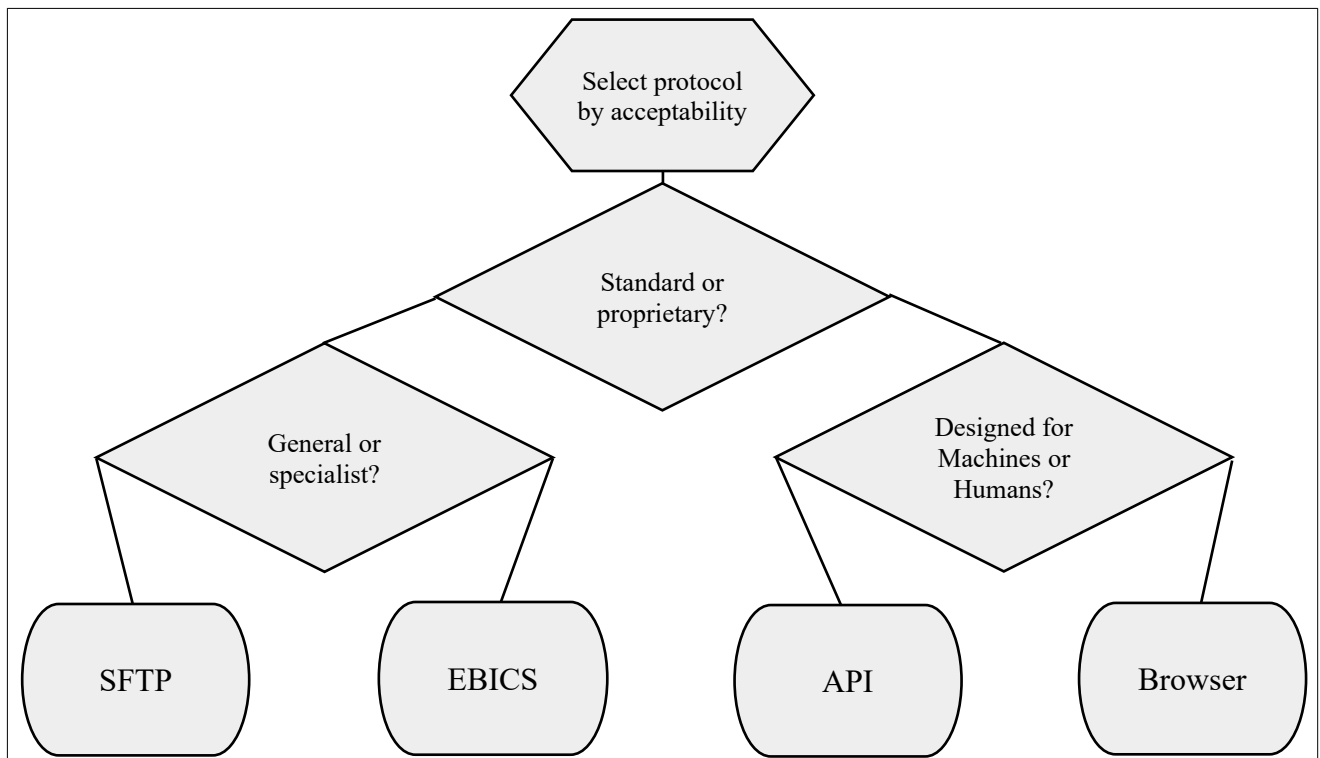 Select protocol
by acceptability
Standard or
proprietary?
General or
specialist?
Designed for
Machines or
Humans?
SFTP
EBICS
API
Browser